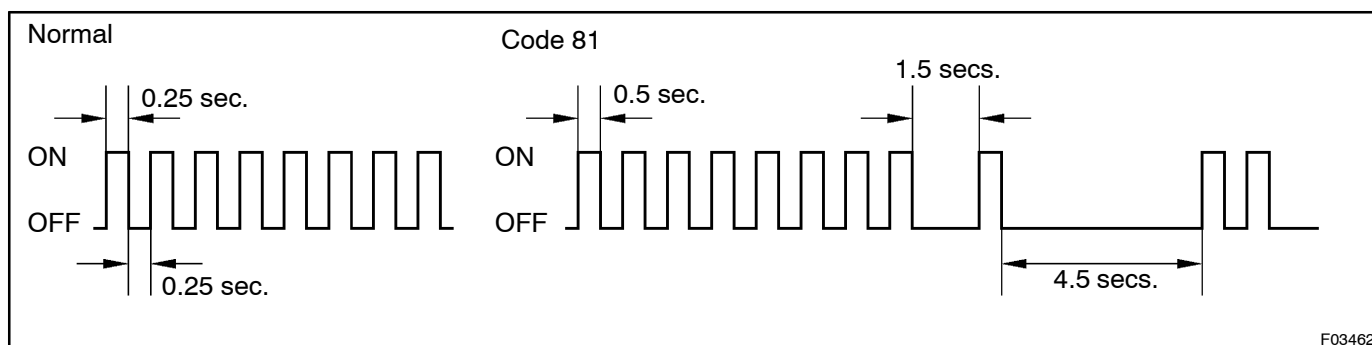 Normal
Code 81
0.25 sec.
0.5 sec.
1.5 secs.
ON
OFF
ON
OFF
0.25 sec.
4.5 secs.
F03462